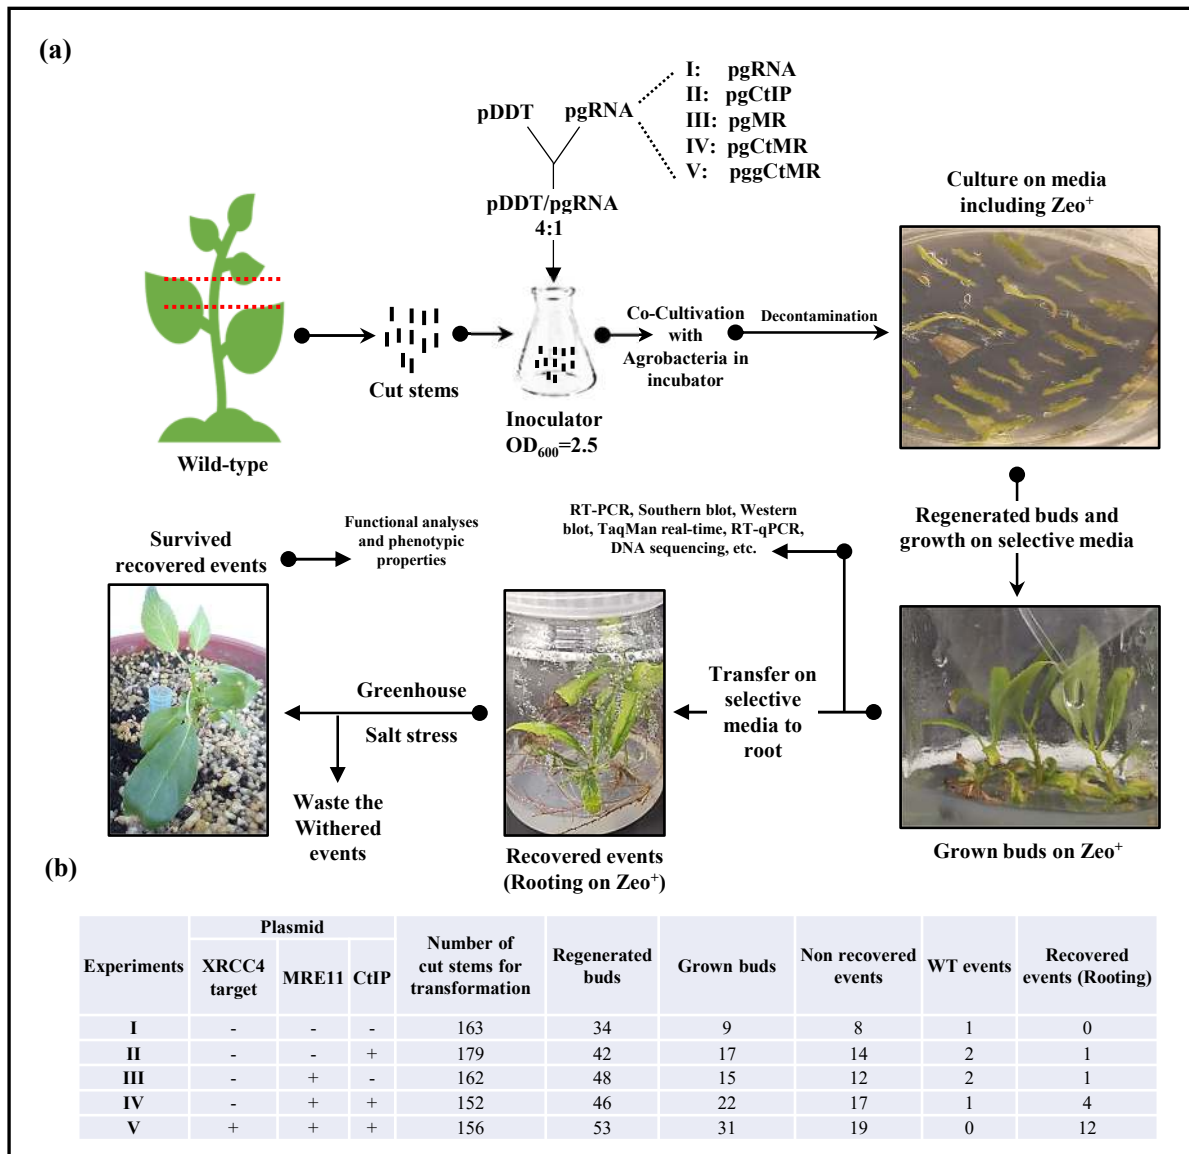 (a)
pDDT
pgRNA
I: pgRNA
II: pgCtIP
III: pgMR
IV: pgCtMR
V: pggCtMR
pDDT/pgRNA
4:1
Wild-type
Cut stems
Inoculator
OD600=2.5
Co-Cultivation
with
Agrobacteria in
incubator
Decontamination
Culture on media
including Zeo+
Regenerated buds and
growth on selective media
Grown buds on Zeo+
RT-PCR, Southern blot, Western
blot, TaqMan real-time, RT-qPCR,
DNA sequencing, etc.
Transfer on
selective
media to
root
Recovered events
(Rooting on Zeo+)
Greenhouse
Salt stress
Waste the
Withered
events
Survived
recovered events
Functional analyses
and phenotypic
properties
(b)
Experiments
Plasmid
XRCC4
target
MRE11
CtIP
Number of
cut stems for
transformation
Regenerated
buds
Grown buds
Non recovered
events
WT events
Recovered
events (Rooting)
I - - - 163 34 9 8 1 0
II - - + 179 42 17 14 2 1
III - + - 162 48 15 12 2 1
IV - + + 152 46 22 17 1 4
V + + + 156 53 31 19 0 12